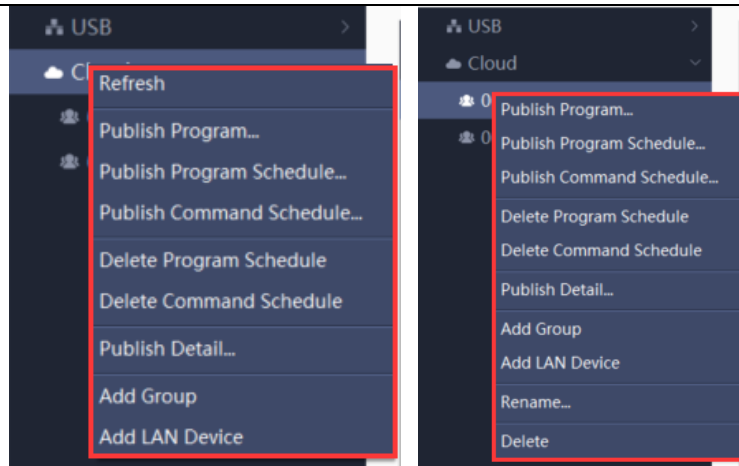 USB
Refresh
Publish Program...
Publish Program Schedule...
Publish Command Schedule...
Delete Program Schedule
Delete Command Schedule
Publish Detail...
Add Group
Add LAN Device
USB
Cloud
Publish Program...
Publish Program Schedule...
Publish Command Schedule...
Delete Program Schedule
Delete Command Schedule
Publish Detail...
Add Group
Add LAN Device
Rename...
Delete